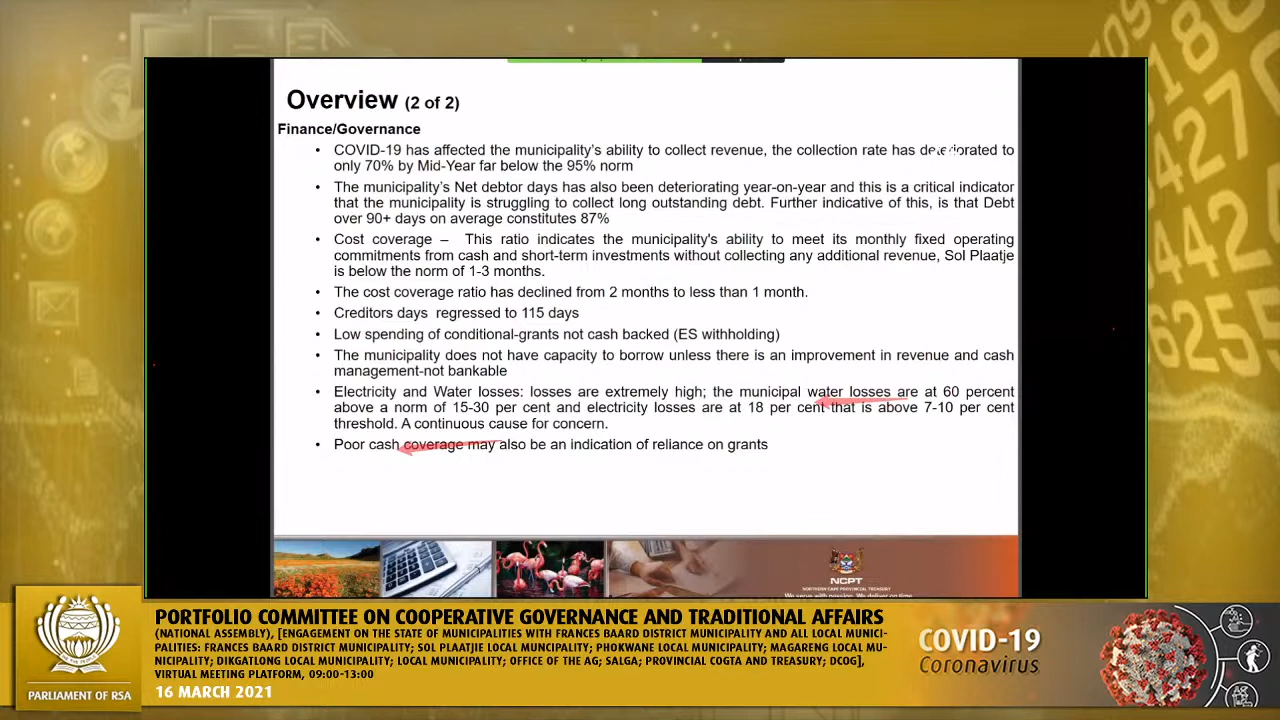 Overview (2 of 2)
Finance/Governance
• COVID-19 has affected the municipality's ability to collect revenue, the collection rate has deteriorated to
only 70% by Mid-Year far below the 95% norm
• The municipality's Net debtor days has also been deteriorating year-on-year and this is a critical indicator
that the municipality is struggling to collect long outstanding debt. Further indicative of this, is that Debt
over 90+ days on average constitutes 87%
• Cost coverage – This ratio indicates the municipality's ability to meet its monthly fixed operating
commitments from cash and short-term investments without collecting any additional revenue, Sol Plaatje
is below the norm of 1-3 months.
• The cost coverage ratio has declined from 2 months to less than 1 month.
• Creditors days regressed to 115 days
• Low spending of conditional-grants not cash backed (ES withholding)
• The municipality does not have capacity to borrow unless there is an improvement in revenue and cash
management-not bankable
• Electricity and Water losses: losses are extremely high; the municipal water losses are at 60 percent
above a norm of 15-30 per cent and electricity losses are at 18 per cent that is above 7-10 per cent
threshold. A continuous cause for concern.
• Poor cash coverage may also be an indication of reliance on grants
NCPT
NORTHERN CAPE PROVINCIAL TREASURY
We serve with passion. We deliver on time
PORTFOLIO COMMITTEE ON COOPERATIVE GOVERNANCE AND TRADITIONAL AFFAIRS
(NATIONAL ASSEMBLY), [ENGAGEMENT ON THE STATE OF MUNICIPALITIES WITH FRANCES BAARD DISTRICT MUNICIPALITY AND ALL LOCAL MUNICI-
PALITIES: FRANCES BAARD DISTRICT MUNICIPALITY; SOL PLAATJIE LOCAL MUNCIPALITY; PHOKWANE LOCAL MUNICIPALITY; MAGARENG LOCAL MU-
NICIPALITY; DIKGATLONG LOCAL MUNICIPALITY; LOCAL MUNICIPALITY; OFFICE OF THE AG; SALGA; PROVINCIAL COGTA AND TREASURY; DCOG],
VIRTUAL MEETING PLATFORM, 09:00-13:00
16 MARCH 2021
PARLIAMENT OF RSA
COVID-19
Coronavirus